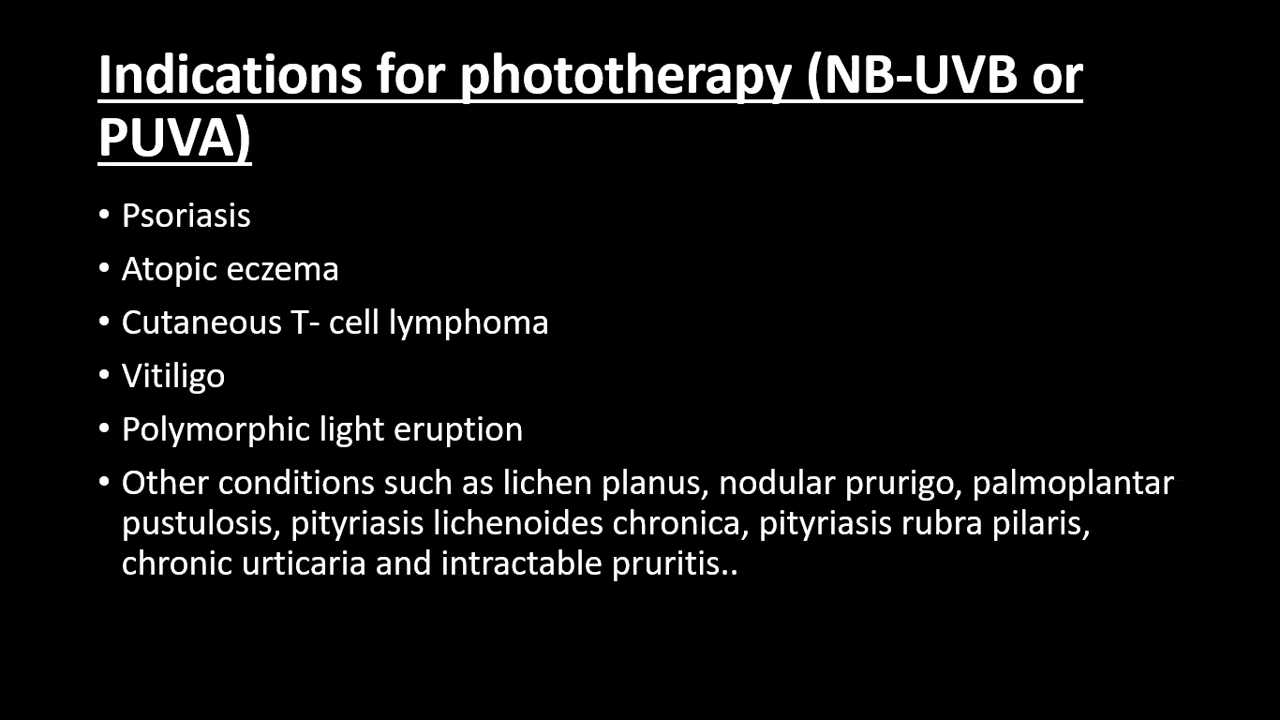 Indications for phototherapy (NB-UVB or
PUVA)
• Psoriasis
• Atopic eczema
• Cutaneous T- cell lymphoma
• Vitiligo
• Polymorphic light eruption
• Other conditions such as lichen planus, nodular prurigo, palmoplantar
pustulosis, pityriasis lichenoides chronica, pityriasis rubra pilaris,
chronic urticaria and intractable pruritis..